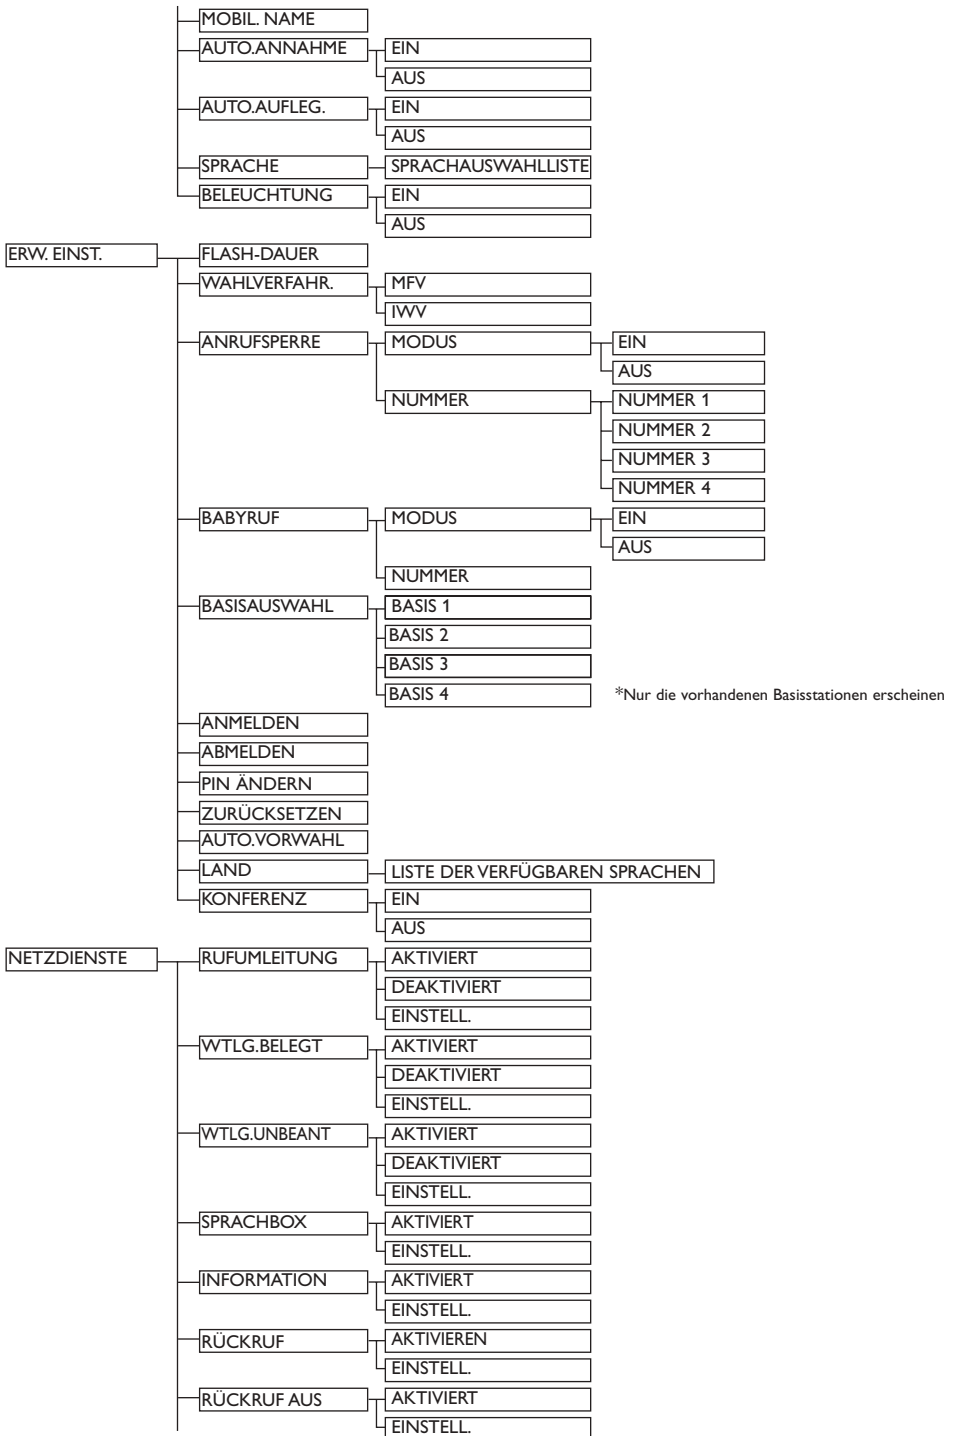 MOBIL. NAME
AUTO.ANNAHME EIN
AUS
AUTO.AUFLEG. EIN
AUS
SPRACHE SPRACHAUSWAHLLISTE
BELEUCHTUNG EIN
AUS
ERW. EINST. FLASH-DAUER
WAHLVERFAHR. MFV
IWV
ANRUFSPERRE MODUS EIN
AUS
NUMMER NUMMER 1
NUMMER 2
NUMMER 3
NUMMER 4
BABYRUF MODUS EIN
AUS
NUMMER
BASISAUSWAHL BASIS 1
BASIS 2
BASIS 3
BASIS 4 *Nur die vorhandenen Basisstationen erscheinen
ANMELDEN
ABMELDEN
PIN ÄNDERN
ZURÜCKSETZEN
AUTO.VORWAHL
LAND LISTE DER VERFÜGBAREN SPRACHEN
KONFERENZ EIN
AUS
NETZDIENSTE RUFUMLEITUNG AKTIVIERT
DEAKTIVIERT
EINSTELL.
WTLG.BELEGT AKTIVIERT
DEAKTIVIERT
EINSTELL.
WTLG.UNBEANT AKTIVIERT
DEAKTIVIERT
EINSTELL.
SPRACHBOX AKTIVIERT
EINSTELL.
INFORMATION AKTIVIERT
EINSTELL.
RÜCKRUF AKTIVIEREN
EINSTELL.
RÜCKRUF AUS AKTIVIERT
EINSTELL.